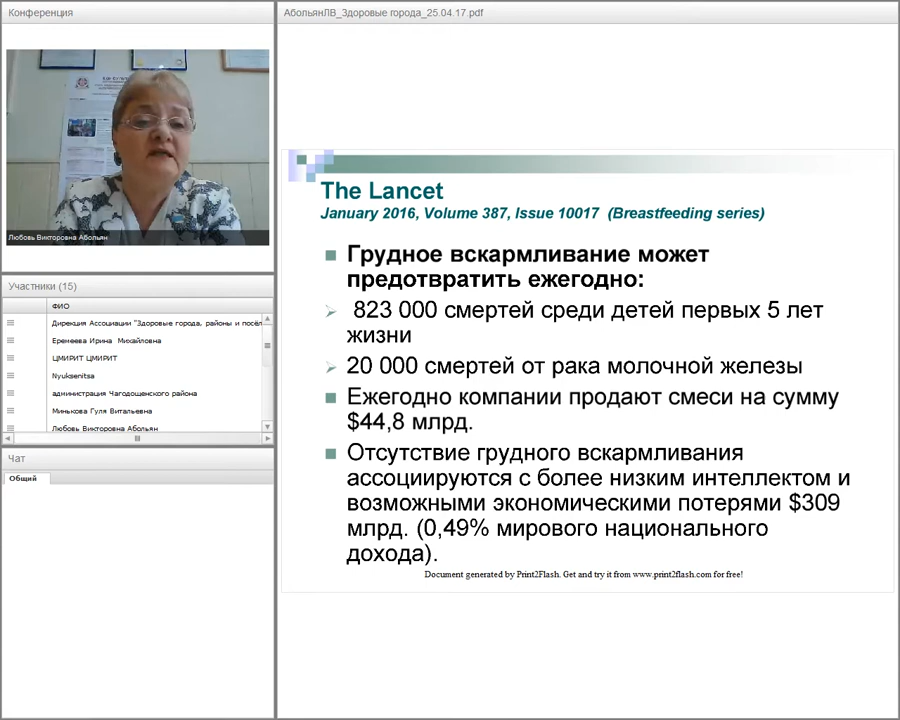 Конференция
Любовь Викторовна Абольян
Участники (15)
ФИО
Дирекция Ассоциации "Здоровые города, районы и посёл
Еремеева Ирина Михайловна
ЦМИРИТ ЦМИРИТ
Nyuksenitsa
администрация Чагодощенского района
Минькова Гуля Витальевна
Любовь Викторовна Абольян
Чат
Общий
АбольянЛВ_Здоровые города_25.04.17.pdf
The Lancet
January 2016, Volume 387, Issue 10017 (Breastfeeding series)
Грудное вскармливание может
предотвратить ежегодно:
823 000 смертей среди детей первых 5 лет
жизни
20 000 смертей от рака молочной железы
Ежегодно компании продают смеси на сумму
$44,8 млрд.
Отсутствие грудного вскармливания
ассоциируются с более низким интеллектом и
возможными экономическими потерями $309
млрд. (0,49% мирового национального
дохода).
Document generated by Print2Flash. Get and try it from www.print2flash.com for free!